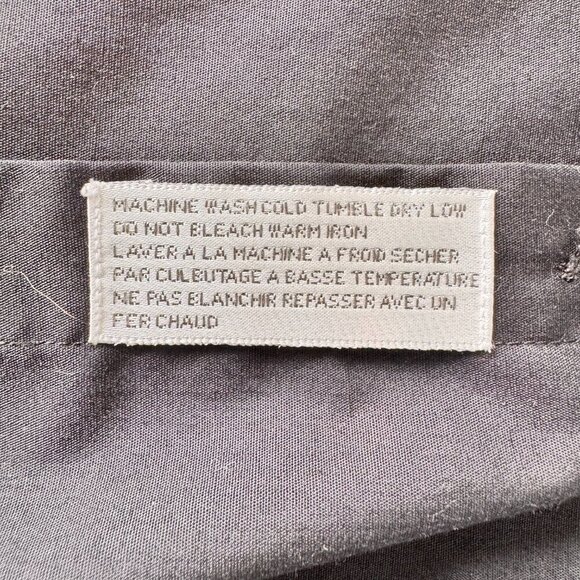 MACHINE WASH COLD TUMBLE DRY LOW
DO NOT BLEACH WARM IRON
LAVER A LA MACHINE A FROID SECHER
PAR CULBUTAGE A BASSE TEMPERATURE
NE PAS BLANCHIR REPASSER AVEC UN
FER CHAUD